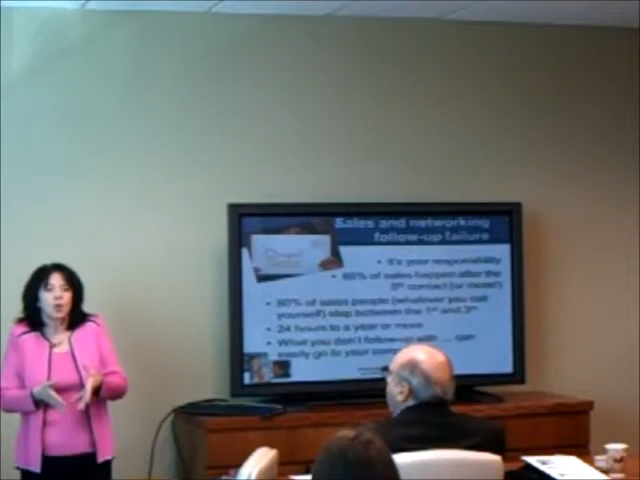 Sales and networking
follow-up failure
• It's your responsibility
• 80% of sales happen after the
5th contact (or more!)
• 80% of sales people (whatever you call
yourself) stop between the 1st and 3rd
• 24 hours to a year or more
• What you don't follow-up with ... can
easily go to your